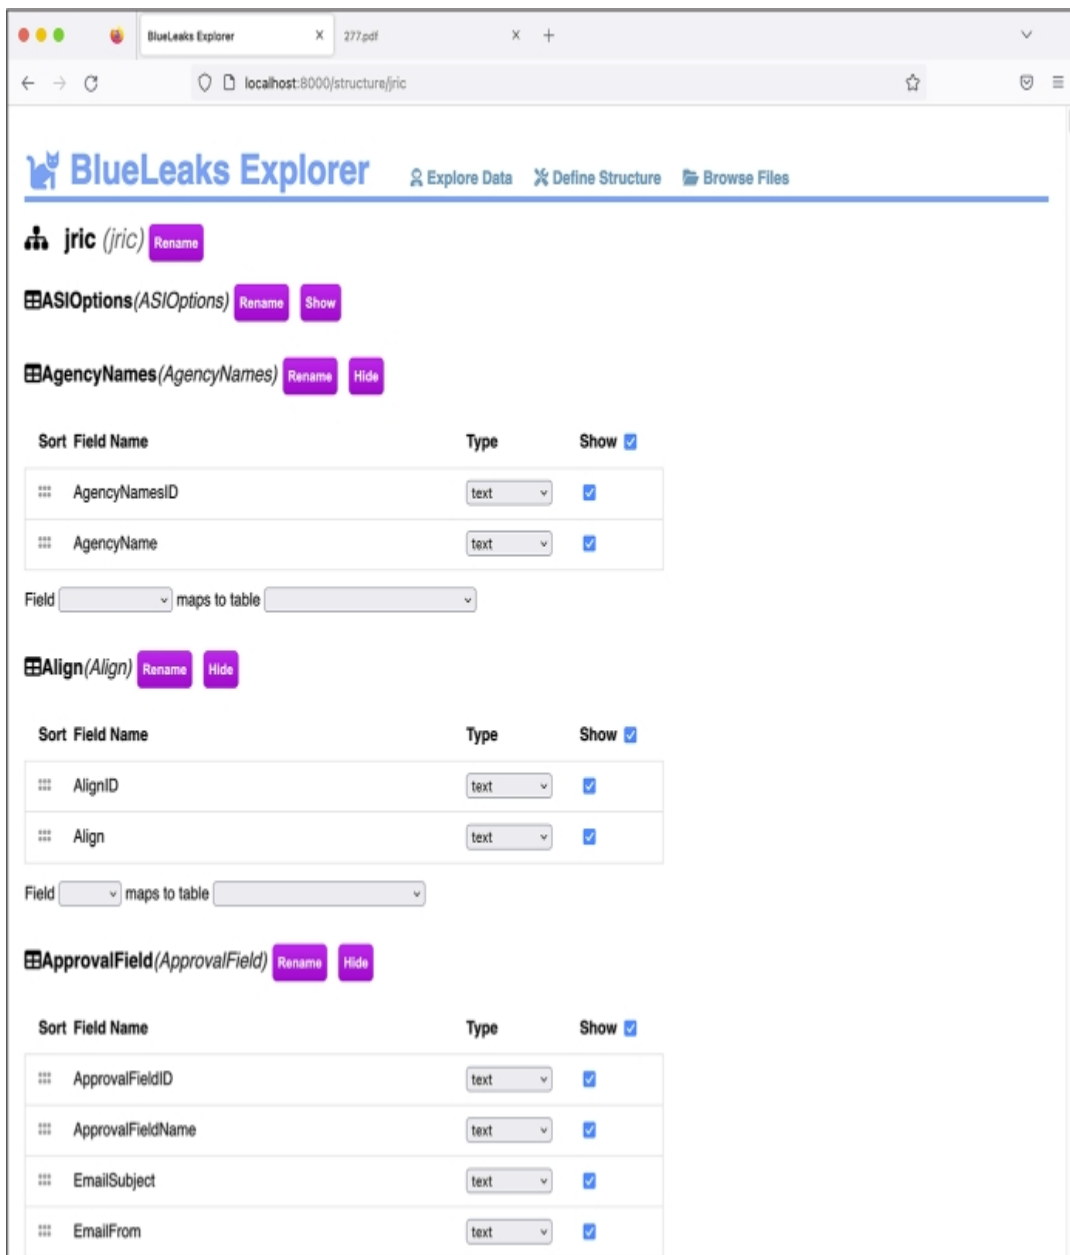 BlueLeaks Explorer X 277.pdf X +
localhost:8000/structure/jric
BlueLeaks Explorer Explore Data Define Structure Browse Files
jric (jric) Rename
ASIOptions (ASIOptions) Rename Show
AgencyNames (AgencyNames) Rename Hide
Sort Field Name Type Show
AgencyNamesID text
AgencyName text
Field maps to table
Align (Align) Rename Hide
Sort Field Name Type Show
AlignID text
Align text
Field maps to table
ApprovalField (ApprovalField) Rename Hide
Sort Field Name Type Show
ApprovalFieldID text
ApprovalFieldName text
EmailSubject text
EmailFrom text